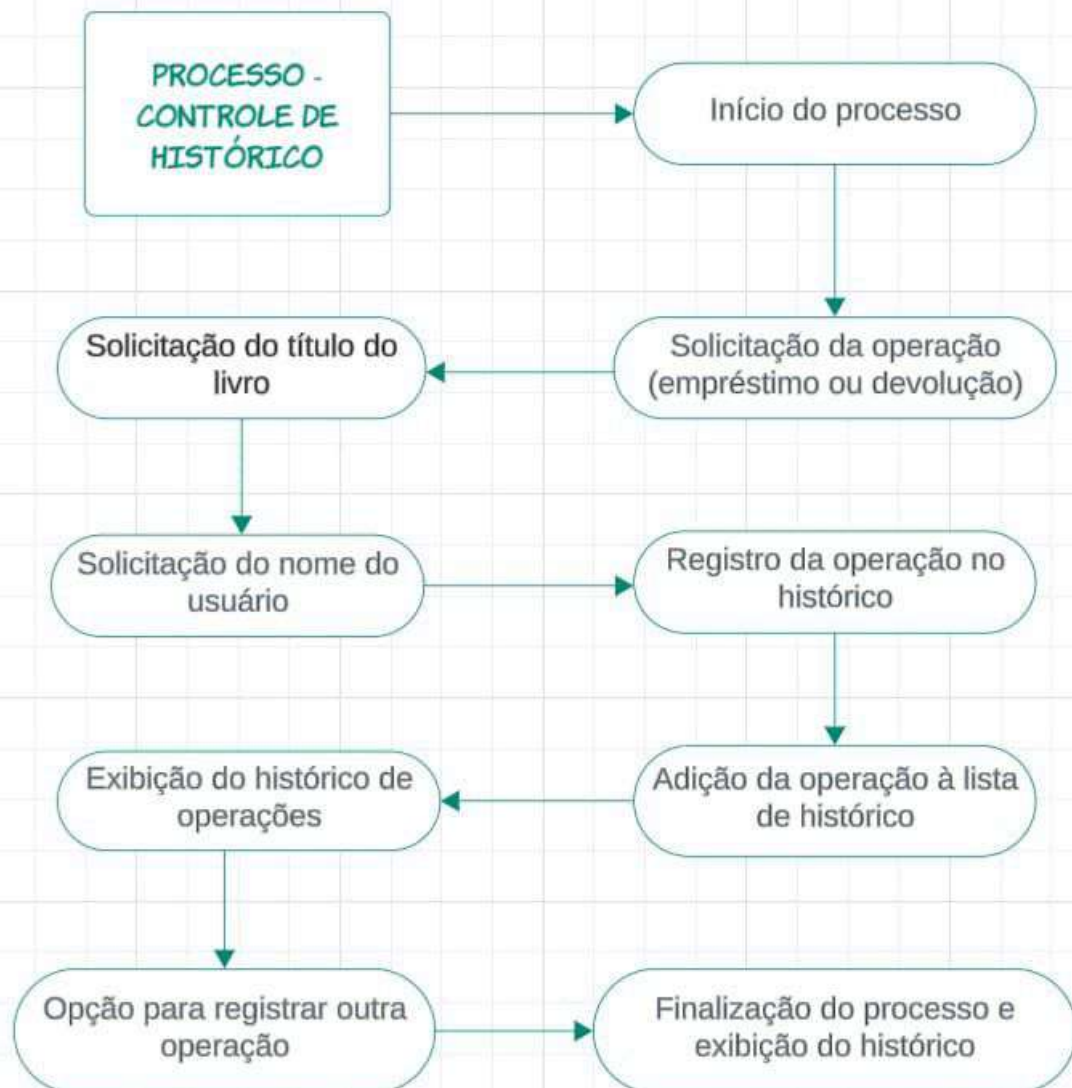 PROCESSO -
CONTROLE DE
HISTÓRICO
Início do processo
Solicitação da operação
(empréstimo ou devolução)
Solicitação do título do
livro
Solicitação do nome do
usuário
Registro da operação no
histórico
Adição da operação à lista
de histórico
Exibição do histórico de
operações
Opção para registrar outra
operação
Finalização do processo e
exibição do histórico